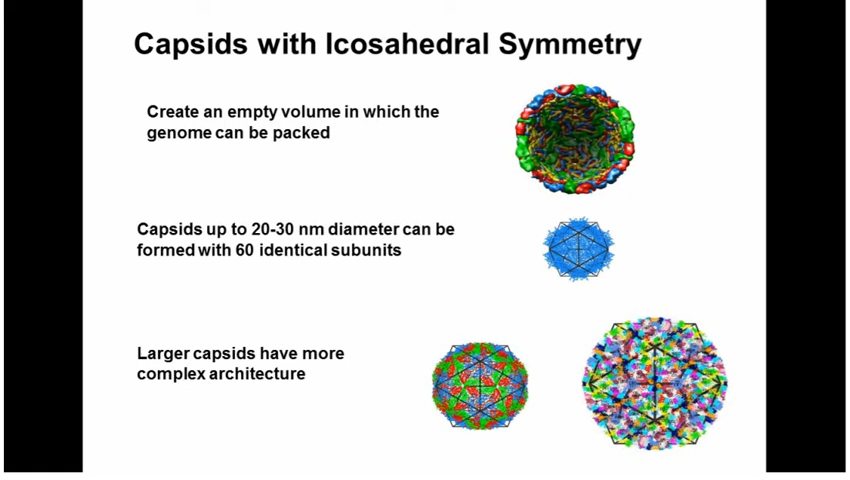 Capsids with Icosahedral Symmetry
Create an empty volume in which the
genome can be packed
Capsids up to 20-30 nm diameter can be
formed with 60 identical subunits
Larger capsids have more
complex architecture